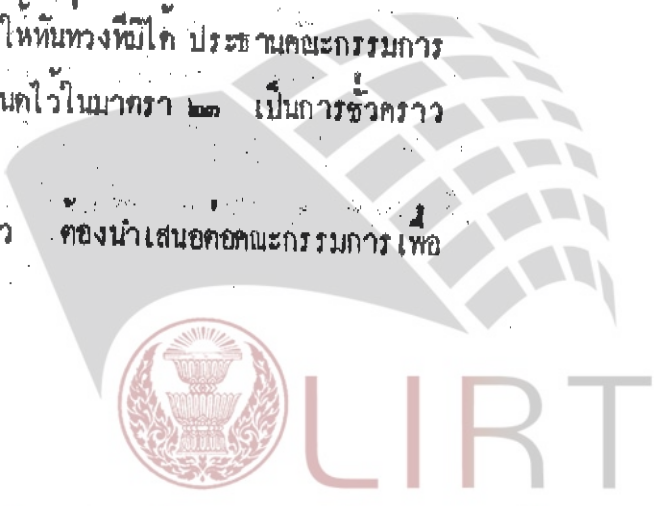 ให้ทันท่วงทีมิได้ ประธานคณะกรรมการ
นดไว้ในมาตรา ๒๓ เป็นการชั่วคราว
ว ต้องนำเสนอต่อคณะกรรมการ เพื่อ
LIRT